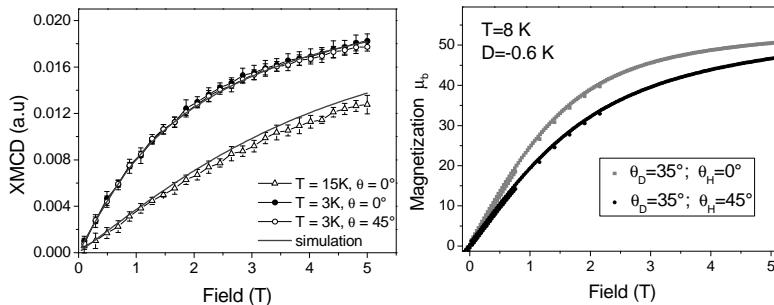 0.020
0.016
0.012
0.008
0.004
0.000
XMCD (a.u)
T = 15K, θ = 0°
T = 3K, θ = 0°
T = 3K, θ = 45°
simulation
0 1 2 3 4 5
Field (T)
T=8 K
D=-0.6 K
50
40
30
20
10
0
Magnetization μb
θD=35°; θH=0°
θD=35°; θH=45°
0 1 2 3 4 5
Field (T)